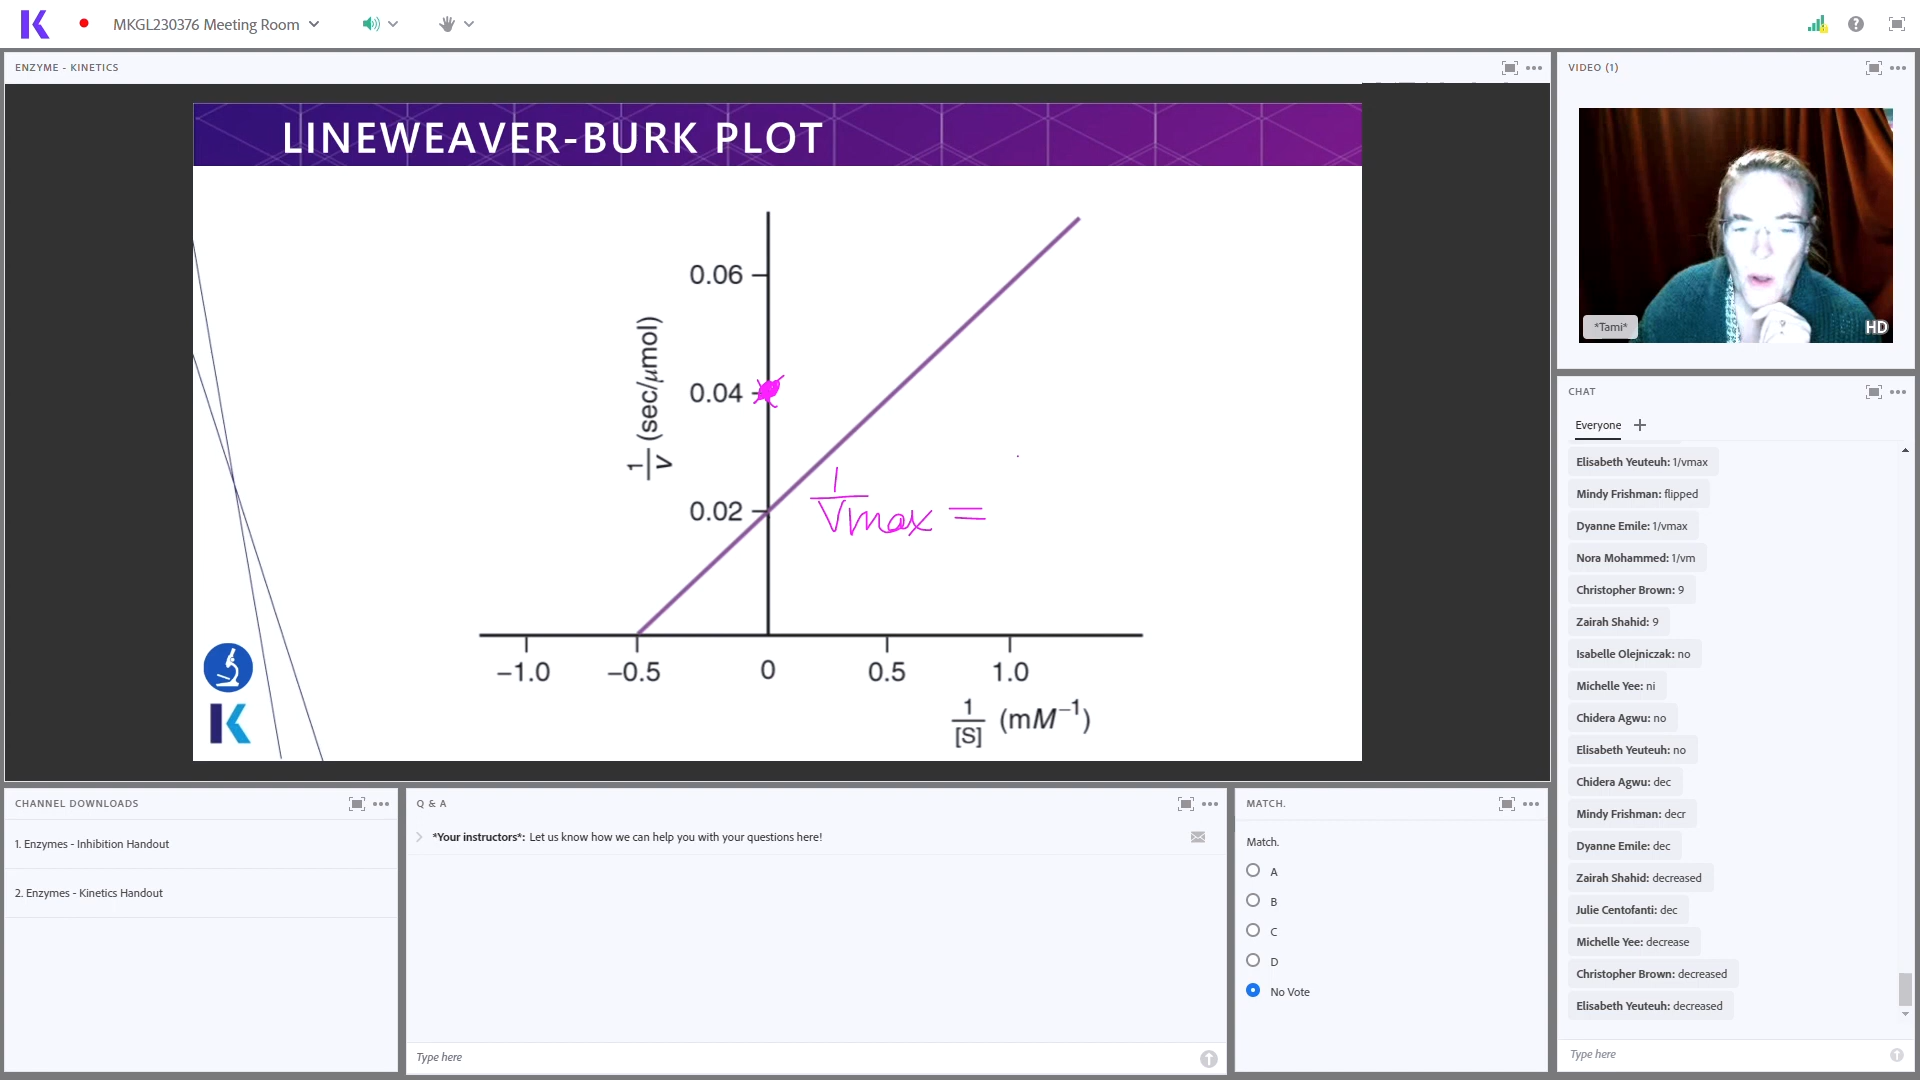 MKGL230376 Meeting Room
ENZYME - KINETICS
LINEWEAVER-BURK PLOT
0.06
0.04
0.02
1/V (sec/μmol)
1/Vmax =
−1.0 −0.5 0 0.5 1.0
1/[S] (mM⁻¹)
VIDEO (1)
*Tami*
HD
CHAT
Everyone
Elisabeth Yeuteuh: 1/vmax
Mindy Frishman: flipped
Dyanne Emile: 1/vmax
Nora Mohammed: 1/vm
Christopher Brown: 9
Zairah Shahid: 9
Isabelle Olejniczak: no
Michelle Yee: ni
Chidera Agwu: no
Elisabeth Yeuteuh: no
Chidera Agwu: dec
Mindy Frishman: decr
Dyanne Emile: dec
Zairah Shahid: decreased
Julie Centofanti: dec
Michelle Yee: decrease
Christopher Brown: decreased
Elisabeth Yeuteuh: decreased
Type here
CHANNEL DOWNLOADS
1. Enzymes - Inhibition Handout
2. Enzymes - Kinetics Handout
Q & A
*Your instructors*: Let us know how we can help you with your questions here!
Type here
MATCH.
Match.
A
B
C
D
No Vote